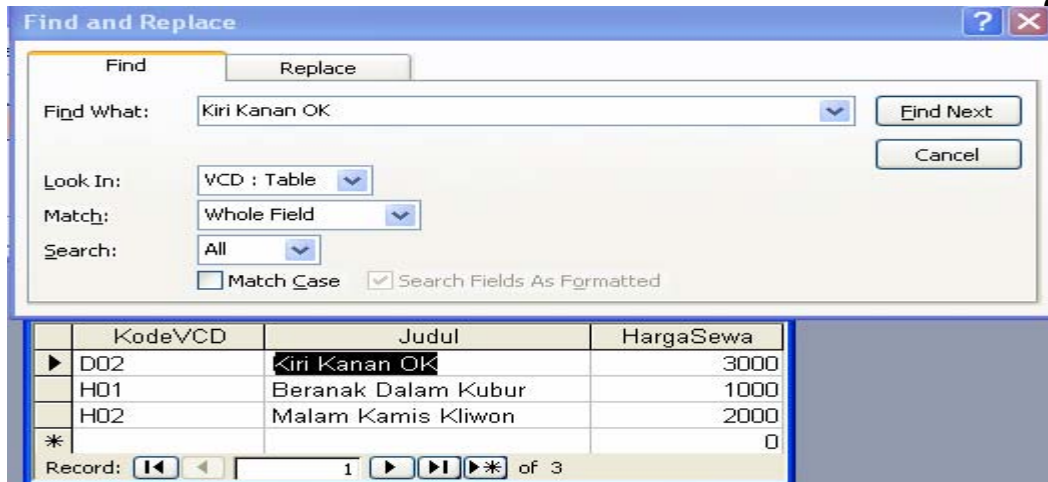 Find and Replace
Find Replace
Find What: Kiri Kanan OK Find Next
Cancel
Look In: VCD : Table
Match: Whole Field
Search: All
Match Case Search Fields As Formatted
KodeVCD Judul HargaSewa
D02 Kiri Kanan OK 3000
H01 Beranak Dalam Kubur 1000
H02 Malam Kamis Kliwon 2000
0
Record: 1 of 3